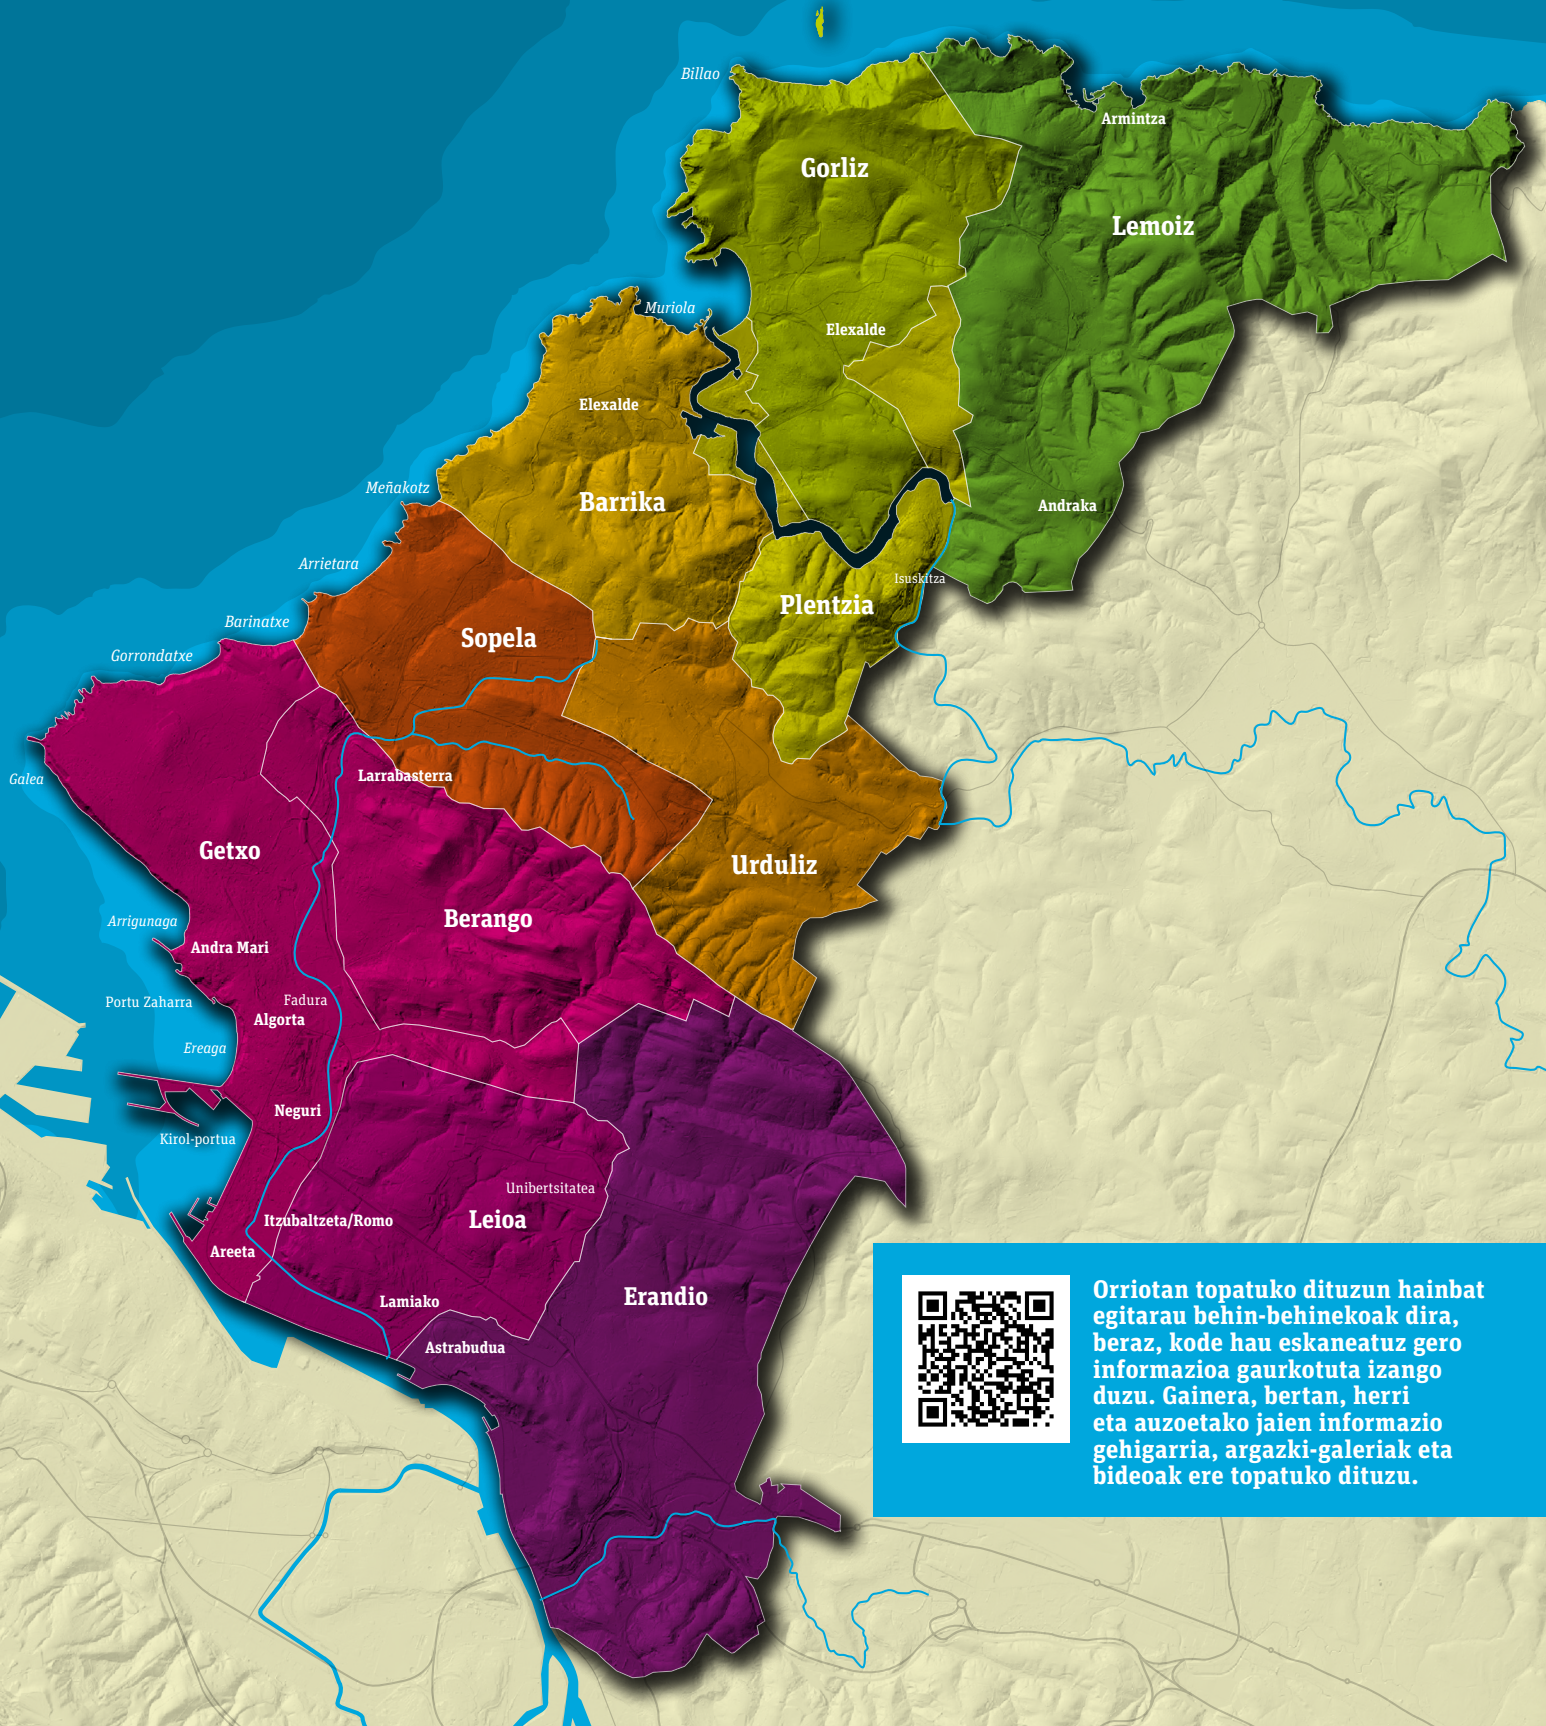 Billao
Armintza
Gorliz
Lemoiz
Muriola
Elexalde
Elexalde
Meñakotz
Barrika
Andraka
Arrietara
Isuskitza
Plentzia
Barinatxe
Sopela
Gorrondatxe
Galea
Larrabasterra
Getxo
Urduliz
Berango
Arrigunaga
Andra Mari
Portu Zaharra
Fadura
Algorta
Ereaga
Neguri
Kirol-portua
Unibertsitatea
Itzubaltzeta/Romo
Leioa
Areeta
Erandio
Lamiako
Astrabudua
Orriotan topatuko dituzun hainbat
egitarau behin-behinekoak dira,
beraz, kode hau eskaneatuz gero
informazioa gaurkotuta izango
duzu. Gainera, bertan, herri
eta auzoetako jaien informazio
gehigarria, argazki-galeriak eta
bideoak ere topatuko dituzu.